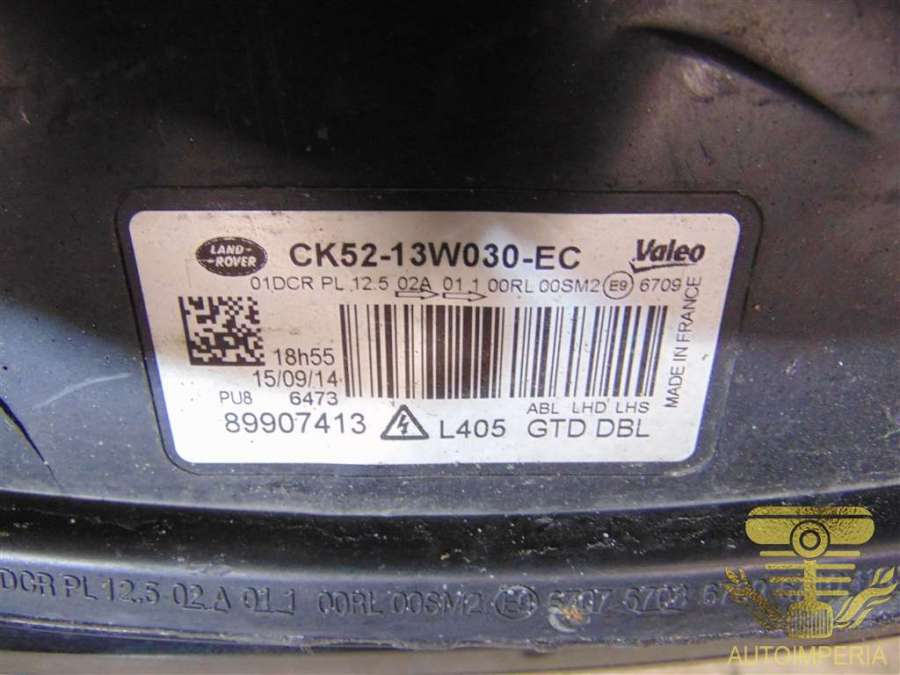 LAND-
ROVER
CK52-13W030-EC
Valeo
01DCR PL 12.5 02A 01.1 00RL 00SM2 E9 6709
18h55
15/09/14
PU8 6473
ABL LHD LHS
MADE IN FRANCE
89907413 L405 GTD DBL
DCR PL 12.5 02A 01.1 00RL 00SM2
AUTOIMPERIA